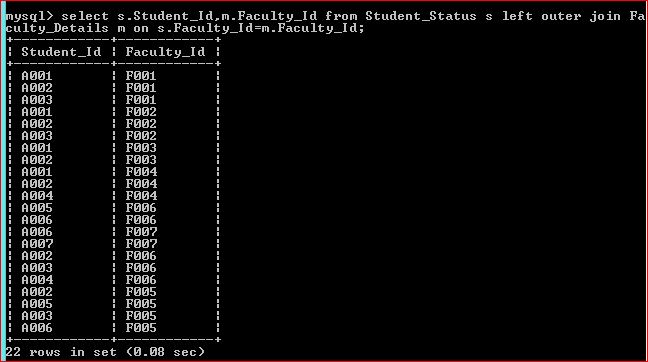 mysql> select s.Student_Id,m.Faculty_Id from Student_Status s left outer join Fa
culty_Details m on s.Faculty_Id=m.Faculty_Id;
+------------+------------+
¦ Student_Id ¦ Faculty_Id ¦
+------------+------------+
¦ A001       ¦ F001       ¦
¦ A002       ¦ F001       ¦
¦ A003       ¦ F001       ¦
¦ A001       ¦ F002       ¦
¦ A002       ¦ F002       ¦
¦ A003       ¦ F002       ¦
¦ A001       ¦ F003       ¦
¦ A002       ¦ F003       ¦
¦ A001       ¦ F004       ¦
¦ A002       ¦ F004       ¦
¦ A004       ¦ F004       ¦
¦ A005       ¦ F006       ¦
¦ A006       ¦ F006       ¦
¦ A006       ¦ F007       ¦
¦ A007       ¦ F007       ¦
¦ A002       ¦ F006       ¦
¦ A003       ¦ F006       ¦
¦ A004       ¦ F006       ¦
¦ A002       ¦ F005       ¦
¦ A005       ¦ F005       ¦
¦ A003       ¦ F005       ¦
¦ A006       ¦ F005       ¦
+------------+------------+
22 rows in set (0.08 sec)